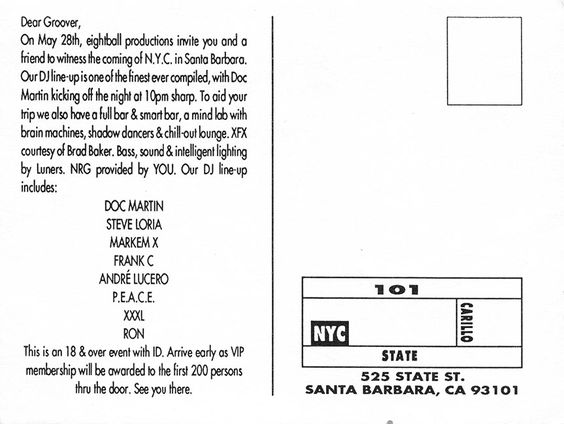 Dear Groover,
On May 28th, eightball productions invite you and a
friend to witness the coming of N.Y.C. in Santa Barbara.
Our DJ line-up is one of the finest ever compiled, with Doc
Martin kicking off the night at 10pm sharp. To aid your
trip we also have a full bar & smart bar, a mind lab with
brain machines, shadow dancers & chill-out lounge. XFX
courtesy of Brad Baker. Bass, sound & intelligent lighting
by Luners. NRG provided by YOU. Our DJ line-up
includes:
DOC MARTIN
STEVE LORIA
MARKEM X
FRANK C
ANDRÉ LUCERO
P.E.A.C.E.
XXXL
RON
This is an 18 & over event with ID. Arrive early as VIP
membership will be awarded to the first 200 persons
thru the door. See you there.
101
CARILLO
NYC
STATE
525 STATE ST.
SANTA BARBARA, CA 93101